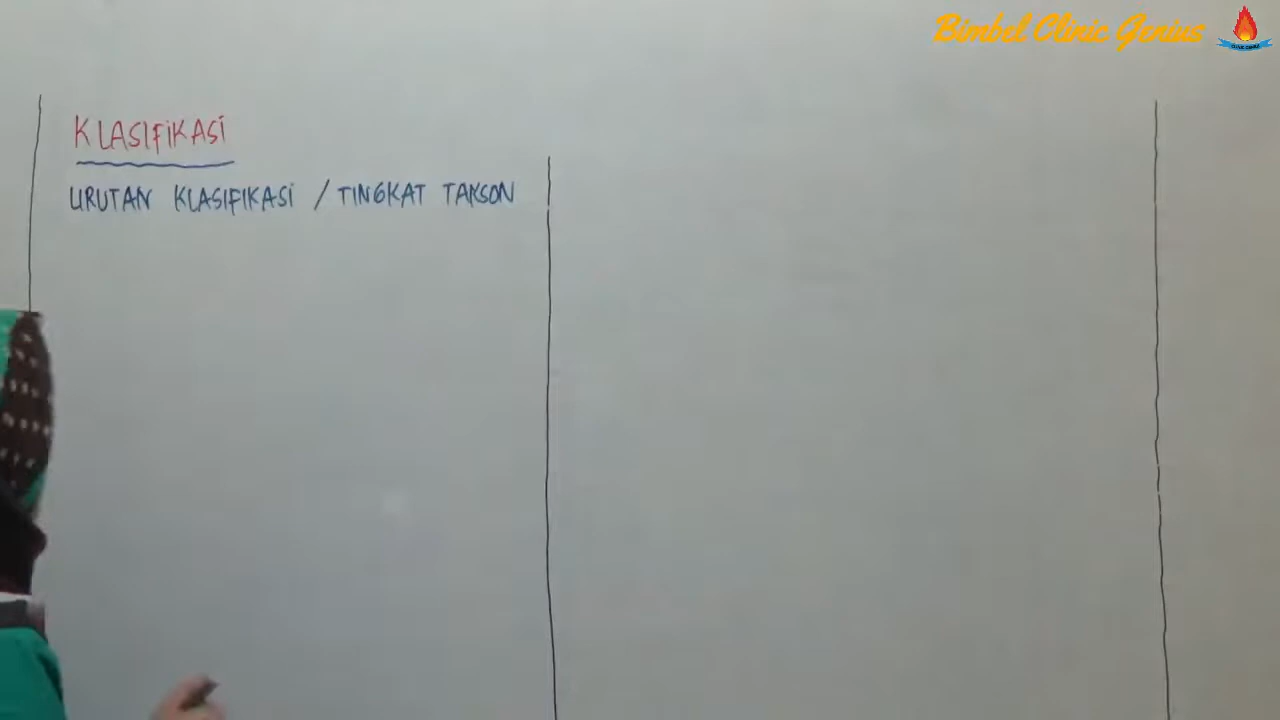 Bimbel Clinic Genius
KLASIFIKASI
URUTAN KLASIFIKASI / TINGKAT TAKSON